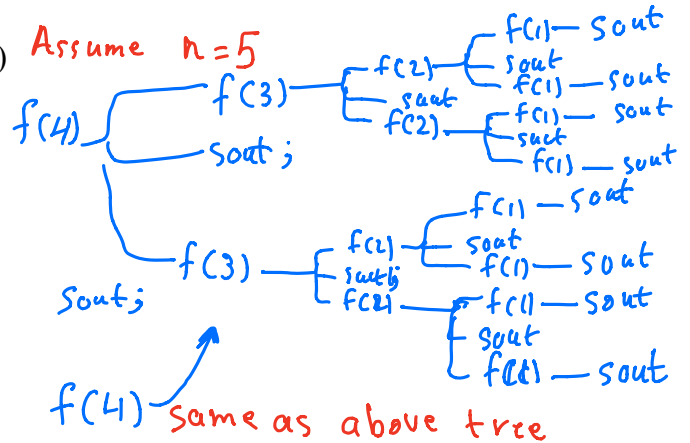 ) Assume n=5
f(4) f(3) f(2) f(1) sout
sout
f(1) sout
sout
f(2) f(1) sout
sout
f(1) sout
sout;
f(3) f(2) f(1) sout
sout
f(1) sout
sout;
f(2) f(1) sout
sout
f(1) sout
sout;
f(4) same as above tree